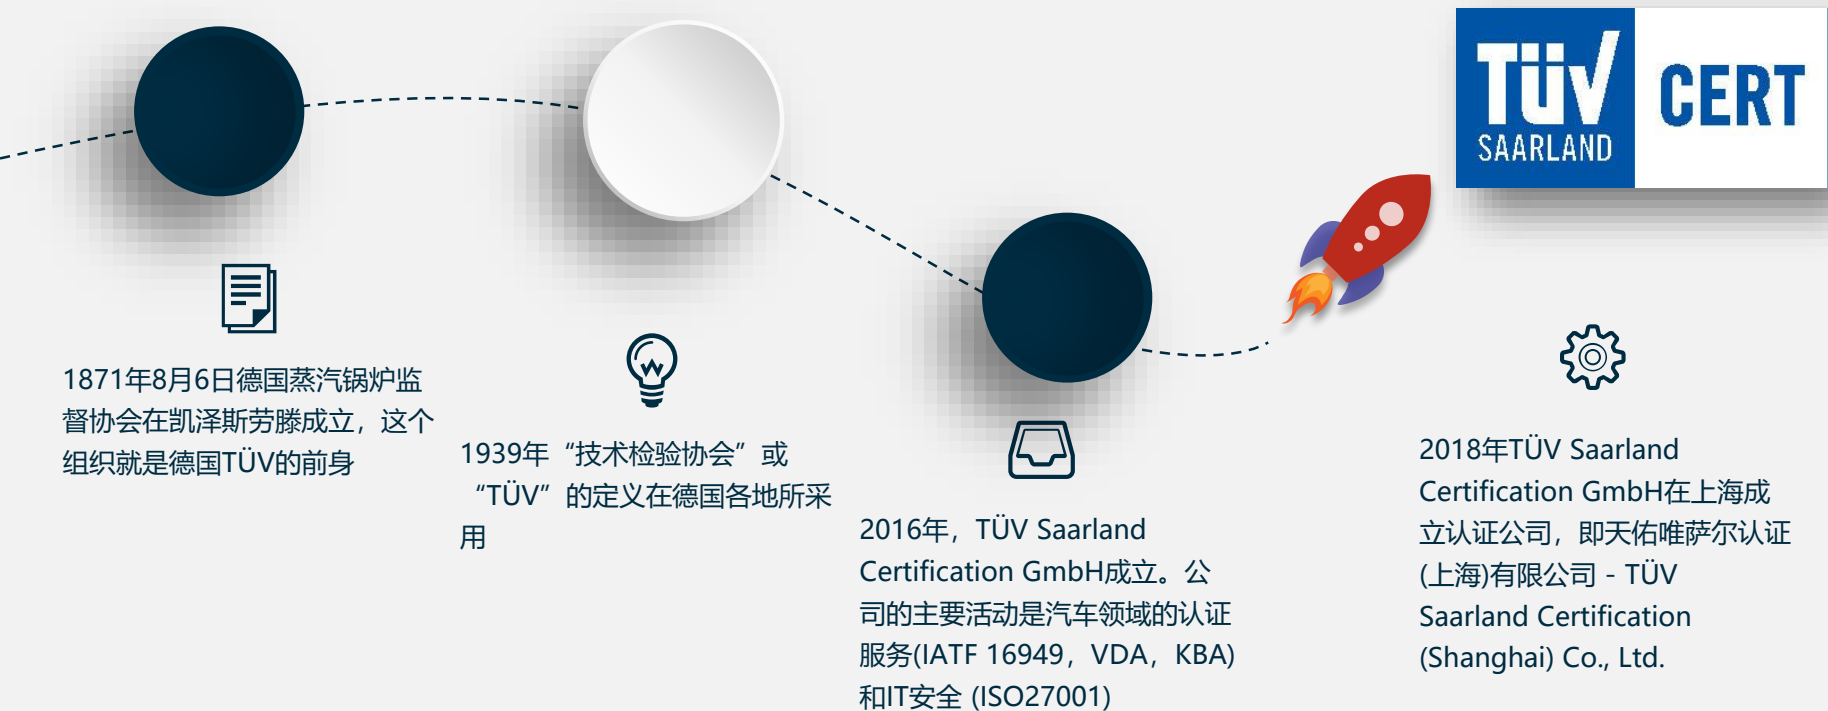 TÜV
SAARLAND
CERT
1871年8月6日德国蒸汽锅炉监
督协会在凯泽斯劳滕成立，这个
组织就是德国TÜV的前身
1939年“技术检验协会”或
“TÜV”的定义在德国各地所采
用
2016年，TÜV Saarland
Certification GmbH成立。公
司的主要活动是汽车领域的认证
服务(IATF 16949，VDA，KBA)
和IT安全 (ISO27001)
2018年TÜV Saarland
Certification GmbH在上海成
立认证公司，即天佑唯萨尔认证
(上海)有限公司 - TÜV
Saarland Certification
(Shanghai) Co., Ltd.